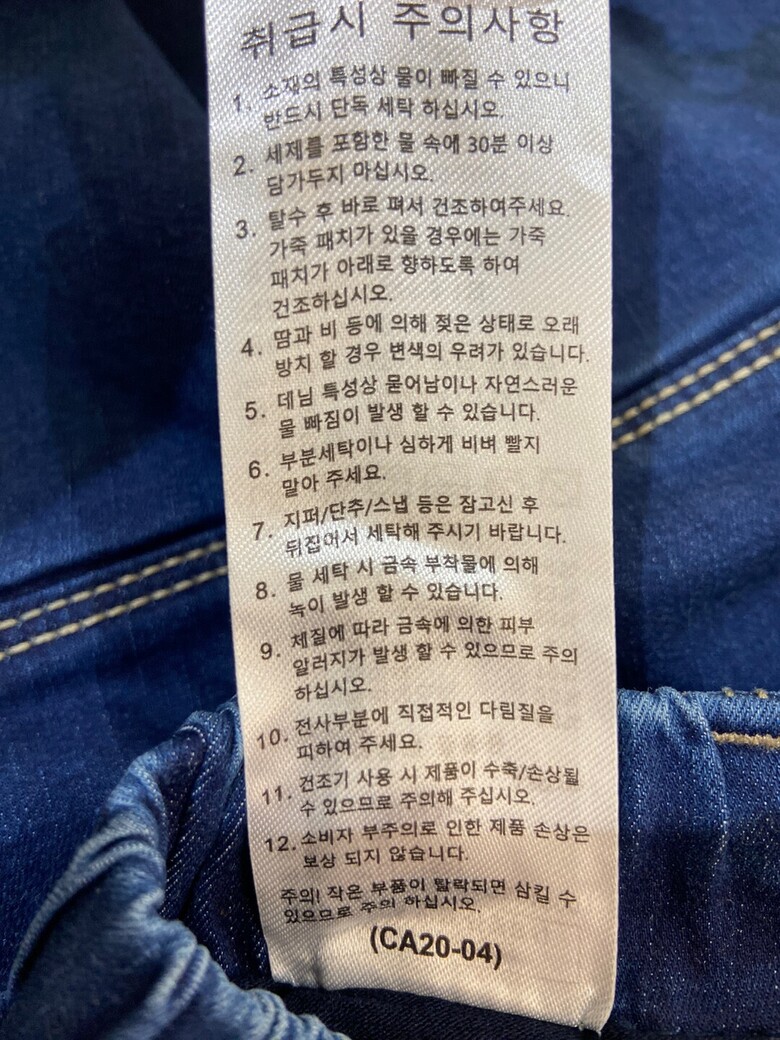 취급시 주의사항
1. 소재의 특성상 물이 빠질 수 있으니
반드시 단독 세탁 하십시오.
2. 세제를 포함한 물 속에 30분 이상
담가두지 마십시오.
3. 탈수 후 바로 펴서 건조하여주세요.
가죽 패치가 있을 경우에는 가죽
패치가 아래로 향하도록 하여
건조하십시오.
4. 땀과 비 등에 의해 젖은 상태로 오래
방치 할 경우 변색의 우려가 있습니다.
5. 데님 특성상 묻어남이나 자연스러운
물 빠짐이 발생 할 수 있습니다.
6. 부분세탁이나 심하게 비벼 빨지
말아 주세요.
7. 지퍼/단추/스냅 등은 잠고신 후
뒤집어서 세탁해 주시기 바랍니다.
8. 물 세탁 시 금속 부착물에 의해
녹이 발생 할 수 있습니다.
9. 체질에 따라 금속에 의한 피부
알러지가 발생 할 수 있으므로 주의
하십시오.
10. 전사부분에 직접적인 다림질을
피하여 주세요.
11. 건조기 사용 시 제품이 수축/손상될
수 있으므로 주의해 주십시오.
12. 소비자 부주의로 인한 제품 손상은
보상 되지 않습니다.
주의! 작은 부품이 탈락되면 삼킬 수
있으므로 주의 하십시오.
(CA20-04)